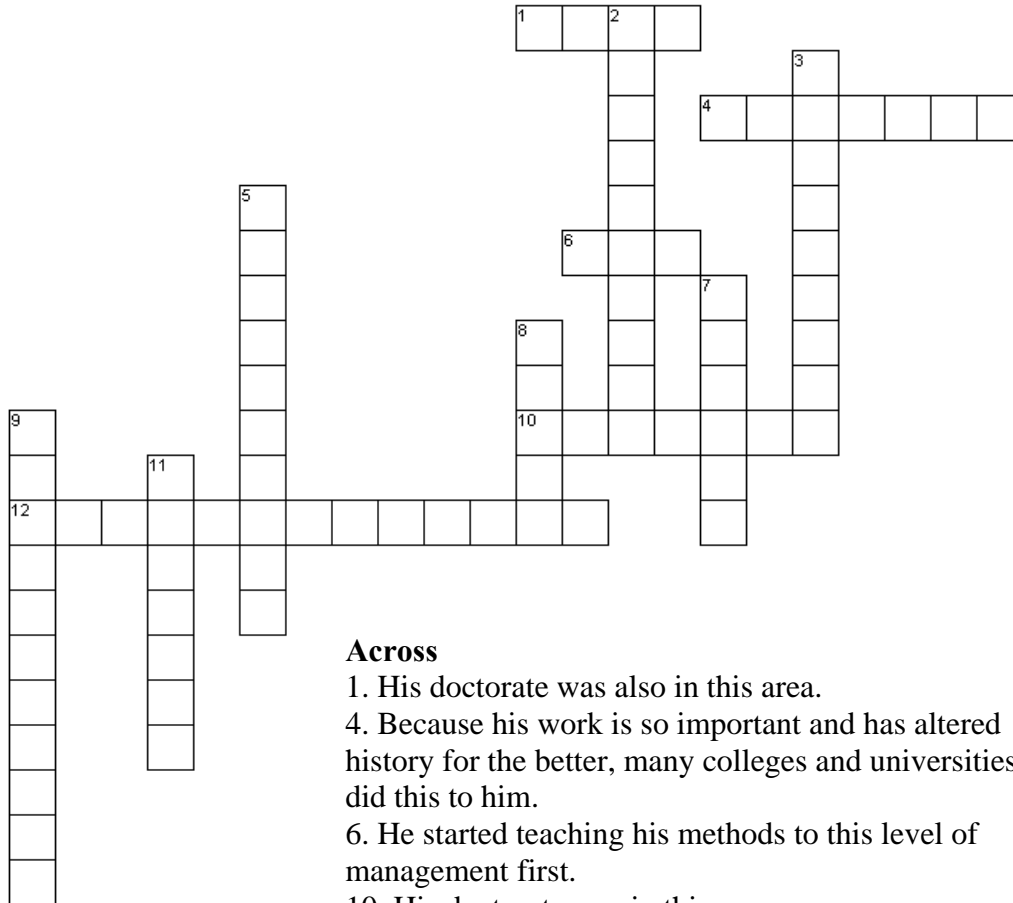 1
2
3
4
5
6
7
8
9
10
11
12
Across
1. His doctorate was also in this area.
4. Because his work is so important and has altered
history for the better, many colleges and universities
did this to him.
6. He started teaching his methods to this level of
management first.